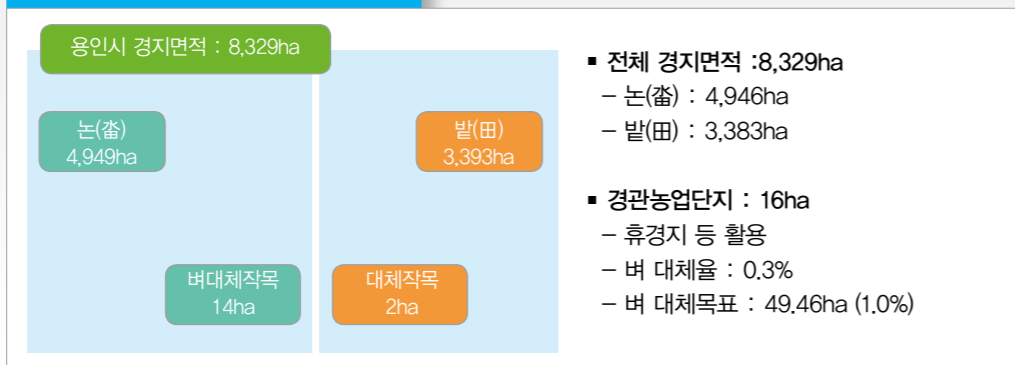 용인시 경지면적 : 8,329ha
논(畓)
4,949ha
밭(田)
3,393ha
벼대체작목
14ha
대체작목
2ha
▪ 전체 경지면적 :8,329ha
– 논(畓) : 4,946ha
– 밭(田) : 3,383ha
▪ 경관농업단지 : 16ha
– 휴경지 등 활용
– 벼 대체율 : 0.3%
– 벼 대체목표 : 49.46ha (1.0%)